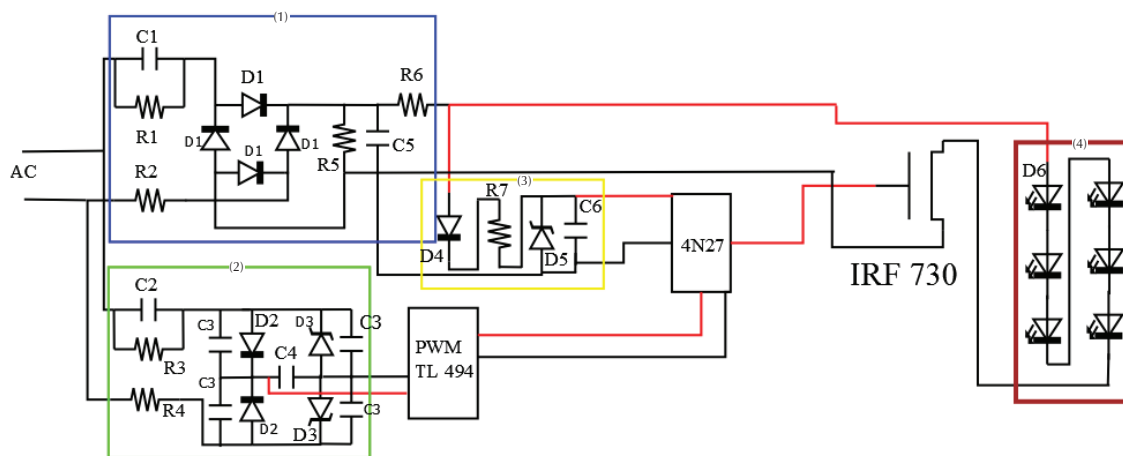 (1)
C1
D1
R6
R1
D1
D1
R5
C5
D1
AC
R2
(3)
R7
C6
D4
D5
4N27
IRF 730
(4)
D6
(2)
C2
C3
D2
D3
C3
R3
C4
PWM
TL 494
C3
R4
C3
D2
D3